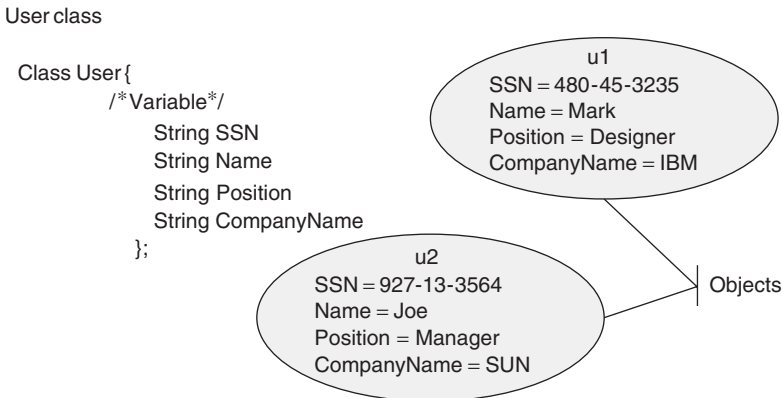 User class
Class User {
/*Variable*/
String SSN
String Name
String Position
String CompanyName
};
u1
SSN = 480-45-3235
Name = Mark
Position = Designer
CompanyName = IBM
u2
SSN = 927-13-3564
Name = Joe
Position = Manager
CompanyName = SUN
Objects